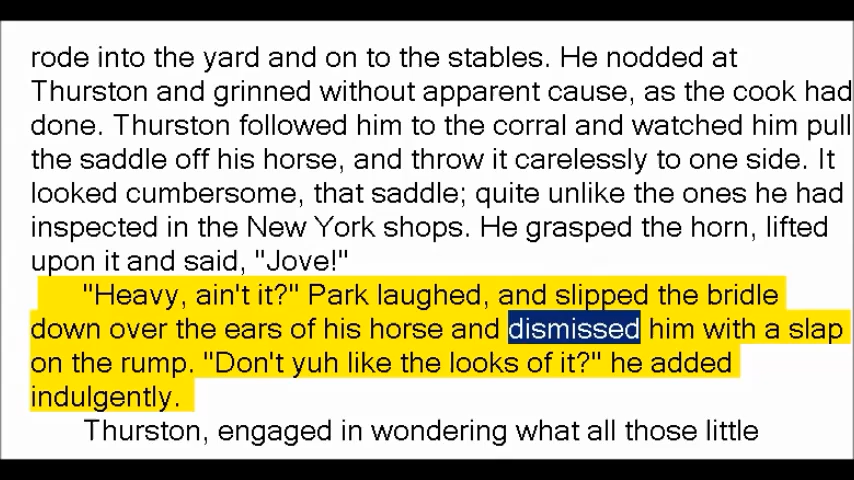 rode into the yard and on to the stables. He nodded at
Thurston and grinned without apparent cause, as the cook had
done. Thurston followed him to the corral and watched him pull
the saddle off his horse, and throw it carelessly to one side. It
looked cumbersome, that saddle; quite unlike the ones he had
inspected in the New York shops. He grasped the horn, lifted
upon it and said, "Jove!"
"Heavy, ain't it?" Park laughed, and slipped the bridle
down over the ears of his horse and dismissed him with a slap
on the rump. "Don't yuh like the looks of it?" he added
indulgently.
Thurston, engaged in wondering what all those little